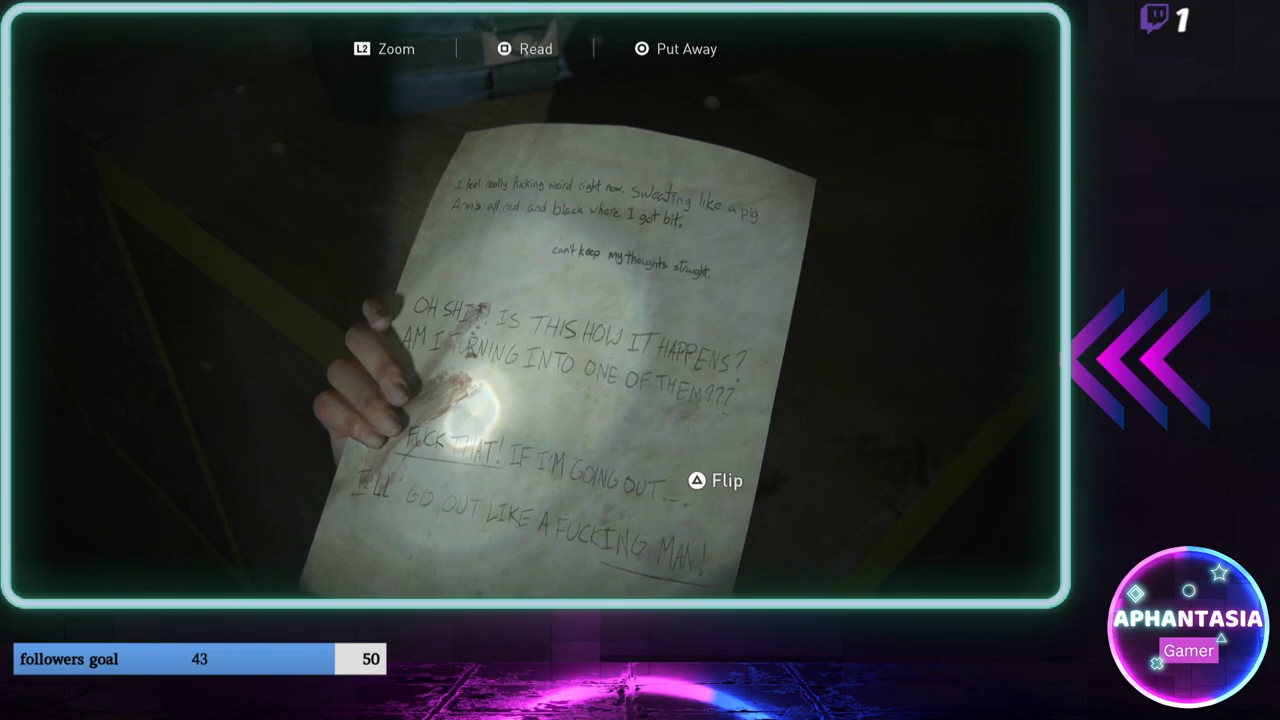 L2 Zoom Read Put Away
1
I feel really fucking weird right now. sweating like a pig
Arm's all red and black where I got bit.
can't keep my thoughts straight.
OH SHIT! IS THIS HOW IT HAPPENS?
AM I TURNING INTO ONE OF THEM???
FUCK THAT! IF I'M GOING OUT...
I'LL GO OUT LIKE A FUCKING MAN!
Flip
APHANTASIA
Gamer
followers goal 43 50